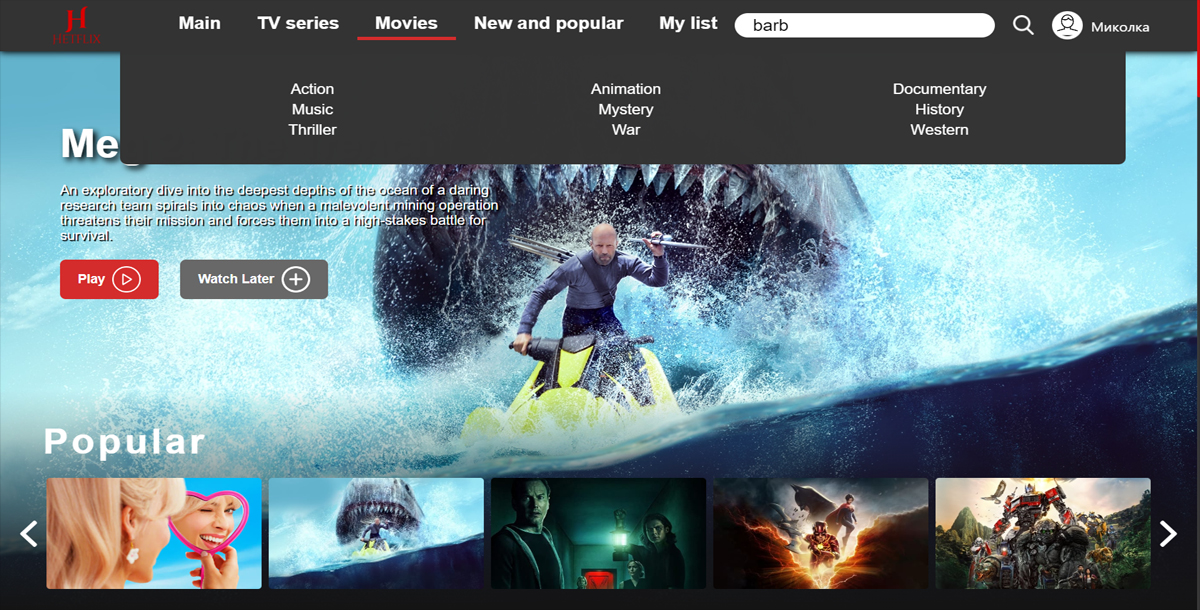 Main
TV series
Movies
New and popular
My list
barb
Миколка
Action
Music
Thriller
Animation
Mystery
War
Documentary
History
Western
An exploratory dive into the deepest depths of the ocean of a daring
research team spirals into chaos when a malevolent mining operation
threatens their mission and forces them into a high-stakes battle for
survival.
Play
Watch Later
Popular